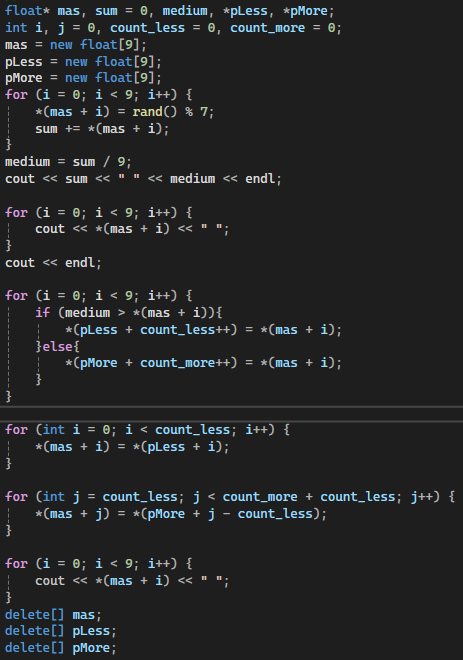 float* mas, sum = 0, medium, *pLess, *pMore;
int i, j = 0, count_less = 0, count_more = 0;
mas = new float[9];
pLess = new float[9];
pMore = new float[9];
for (i = 0; i < 9; i++) {
    *(mas + i) = rand() % 7;
    sum += *(mas + i);
}
medium = sum / 9;
cout << sum << " " << medium << endl;

for (i = 0; i < 9; i++) {
    cout << *(mas + i) << " ";
}
cout << endl;

for (i = 0; i < 9; i++) {
    if (medium > *(mas + i)){
        *(pLess + count_less++) = *(mas + i);
    }else{
        *(pMore + count_more++) = *(mas + i);
    }
}
for (int i = 0; i < count_less; i++) {
    *(mas + i) = *(pLess + i);
}

for (int j = count_less; j < count_more + count_less; j++) {
    *(mas + j) = *(pMore + j - count_less);
}

for (i = 0; i < 9; i++) {
    cout << *(mas + i) << " ";
}
delete[] mas;
delete[] pLess;
delete[] pMore;